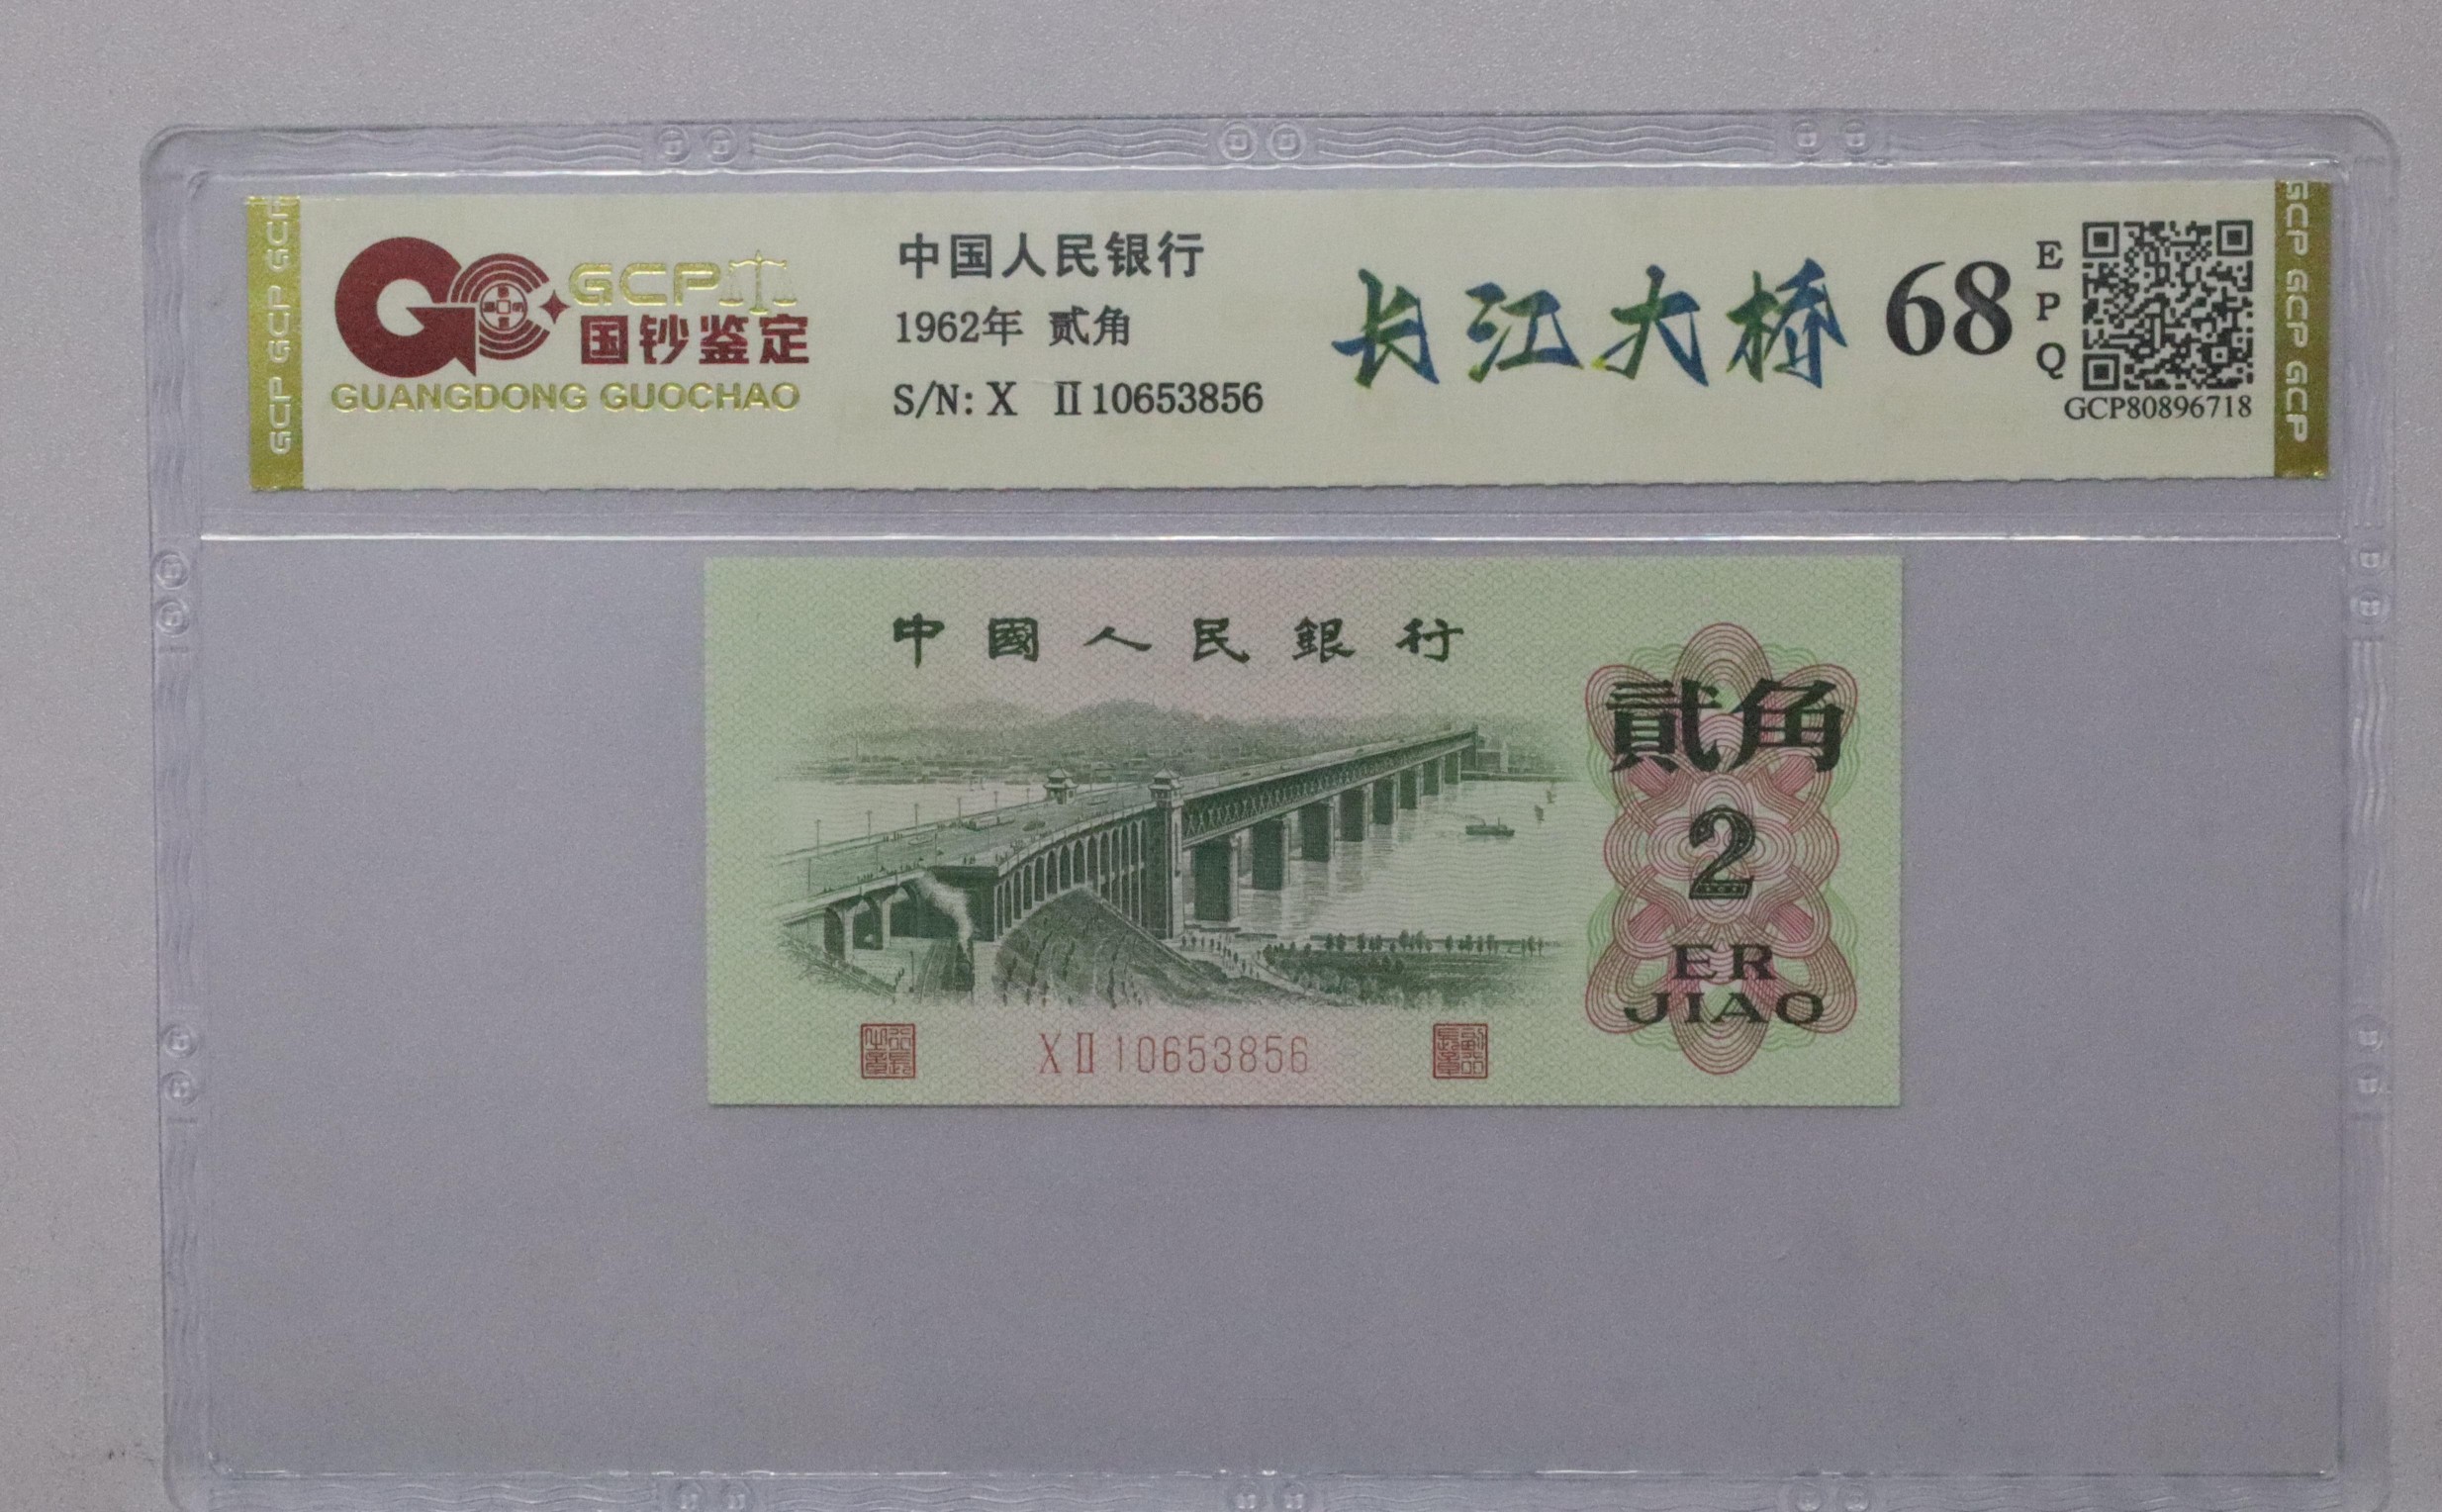 GCP GCP GCP
GCP
国钞鉴定
GUANGDONG GUOCHAO
中国人民银行
1962年 贰角
S/N: X Ⅱ10653856
长江大桥
68
E
P
Q
GCP80896718
GCP GCP GCP
中國人民銀行
貳角
2
ER
JIAO
XⅡ10653856